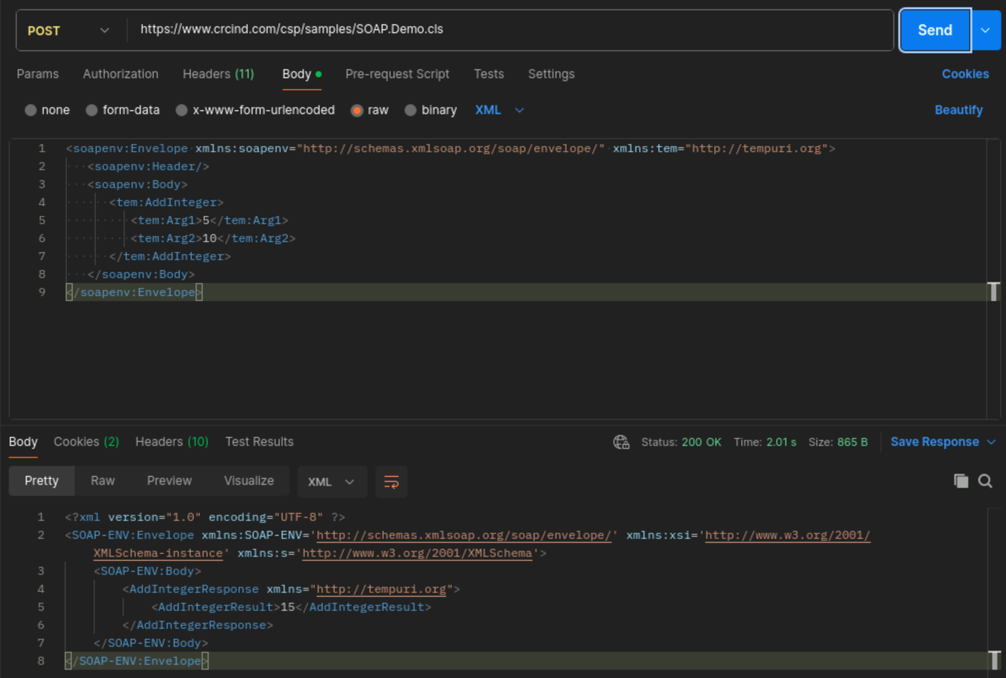 POST https://www.crcind.com/csp/samples/SOAP.Demo.cls Send
Params Authorization Headers (11) Body Pre-request Script Tests Settings Cookies
none form-data x-www-form-urlencoded raw binary XML Beautify
1 <soapenv:Envelope xmlns:soapenv="http://schemas.xmlsoap.org/soap/envelope/" xmlns:tem="http://tempuri.org">
2 <soapenv:Header/>
3 <soapenv:Body>
4 <tem:AddInteger>
5 <tem:Arg1>5</tem:Arg1>
6 <tem:Arg2>10</tem:Arg2>
7 </tem:AddInteger>
8 </soapenv:Body>
9 </soapenv:Envelope>
Body Cookies (2) Headers (10) Test Results Status: 200 OK Time: 2.01 s Size: 865 B Save Response
Pretty Raw Preview Visualize XML
1 <?xml version="1.0" encoding="UTF-8" ?>
2 <SOAP-ENV:Envelope xmlns:SOAP-ENV='http://schemas.xmlsoap.org/soap/envelope/' xmlns:xsi='http://www.w3.org/2001/
XMLSchema-instance' xmlns:s='http://www.w3.org/2001/XMLSchema'>
3 <SOAP-ENV:Body>
4 <AddIntegerResponse xmlns="http://tempuri.org">
5 <AddIntegerResult>15</AddIntegerResult>
6 </AddIntegerResponse>
7 </SOAP-ENV:Body>
8 </SOAP-ENV:Envelope>